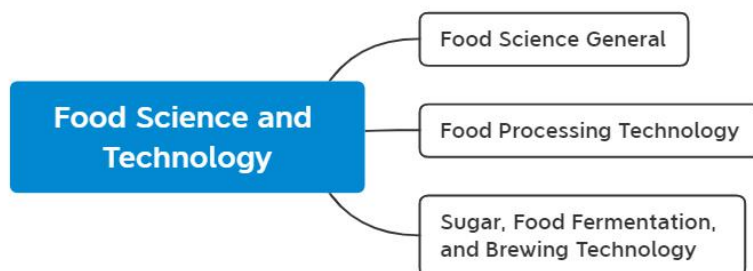 Food Science and
Technology
Food Science General
Food Processing Technology
Sugar, Food Fermentation,
and Brewing Technology